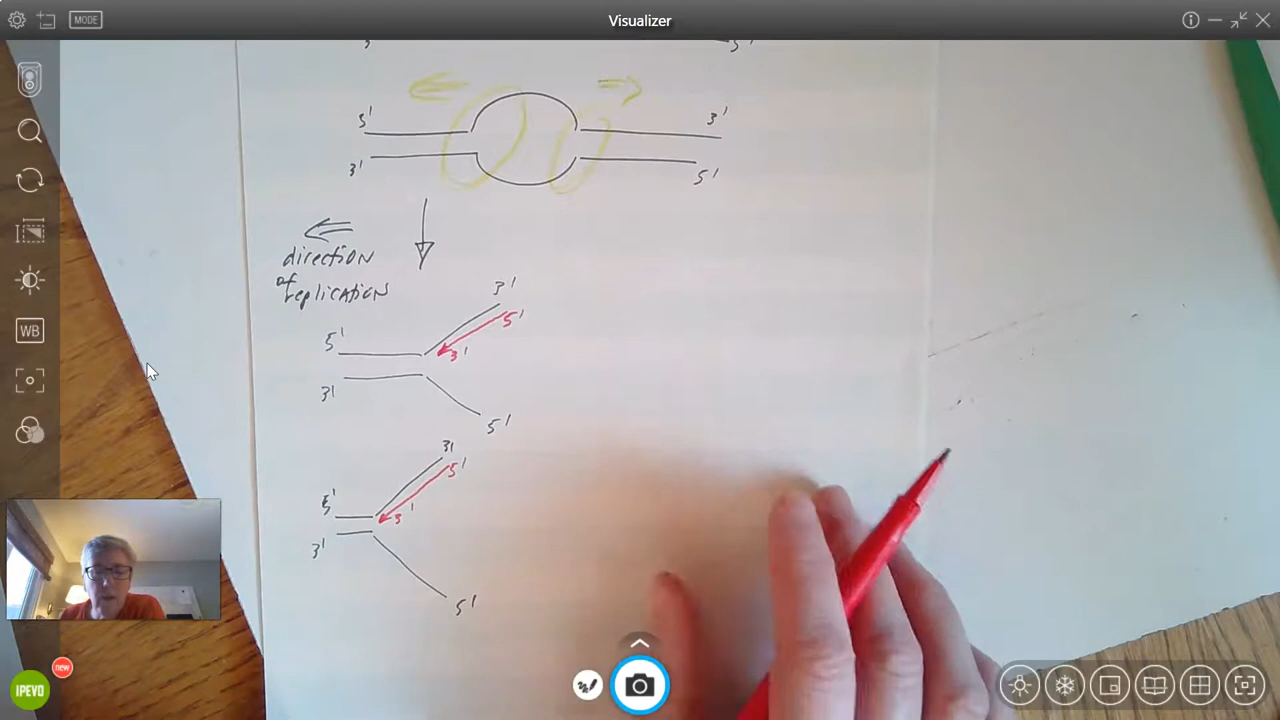 Visualizer
MODE
5'
5' 3'
3' 5'
direction
of
replication
3'
5' 5'
3'
3'
5'
3'
5' 5'
3'
3'
5'
WB
new
IPEVO